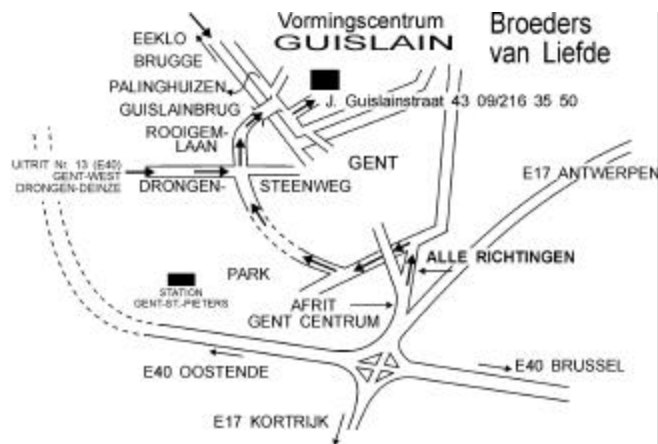 Vormingscentrum
GUISLAIN
Broeders
van Liefde
EEKLO
BRUGGE
PALINGHUIZEN
GUISLAINBRUG
J. Guislainstraat 43 09/216 35 50
ROOIGEM-
LAAN
GENT
UITRIT Nr. 13 (E40)
GENT-WEST
DRONGEN-DEINZE
DRONGEN-
STEENWEG
E17 ANTWERPEN
ALLE RICHTINGEN
PARK
STATION
GENT-ST.-PIETERS
AFRIT
GENT CENTRUM
E40 OOSTENDE
E40 BRUSSEL
E17 KORTRIJK